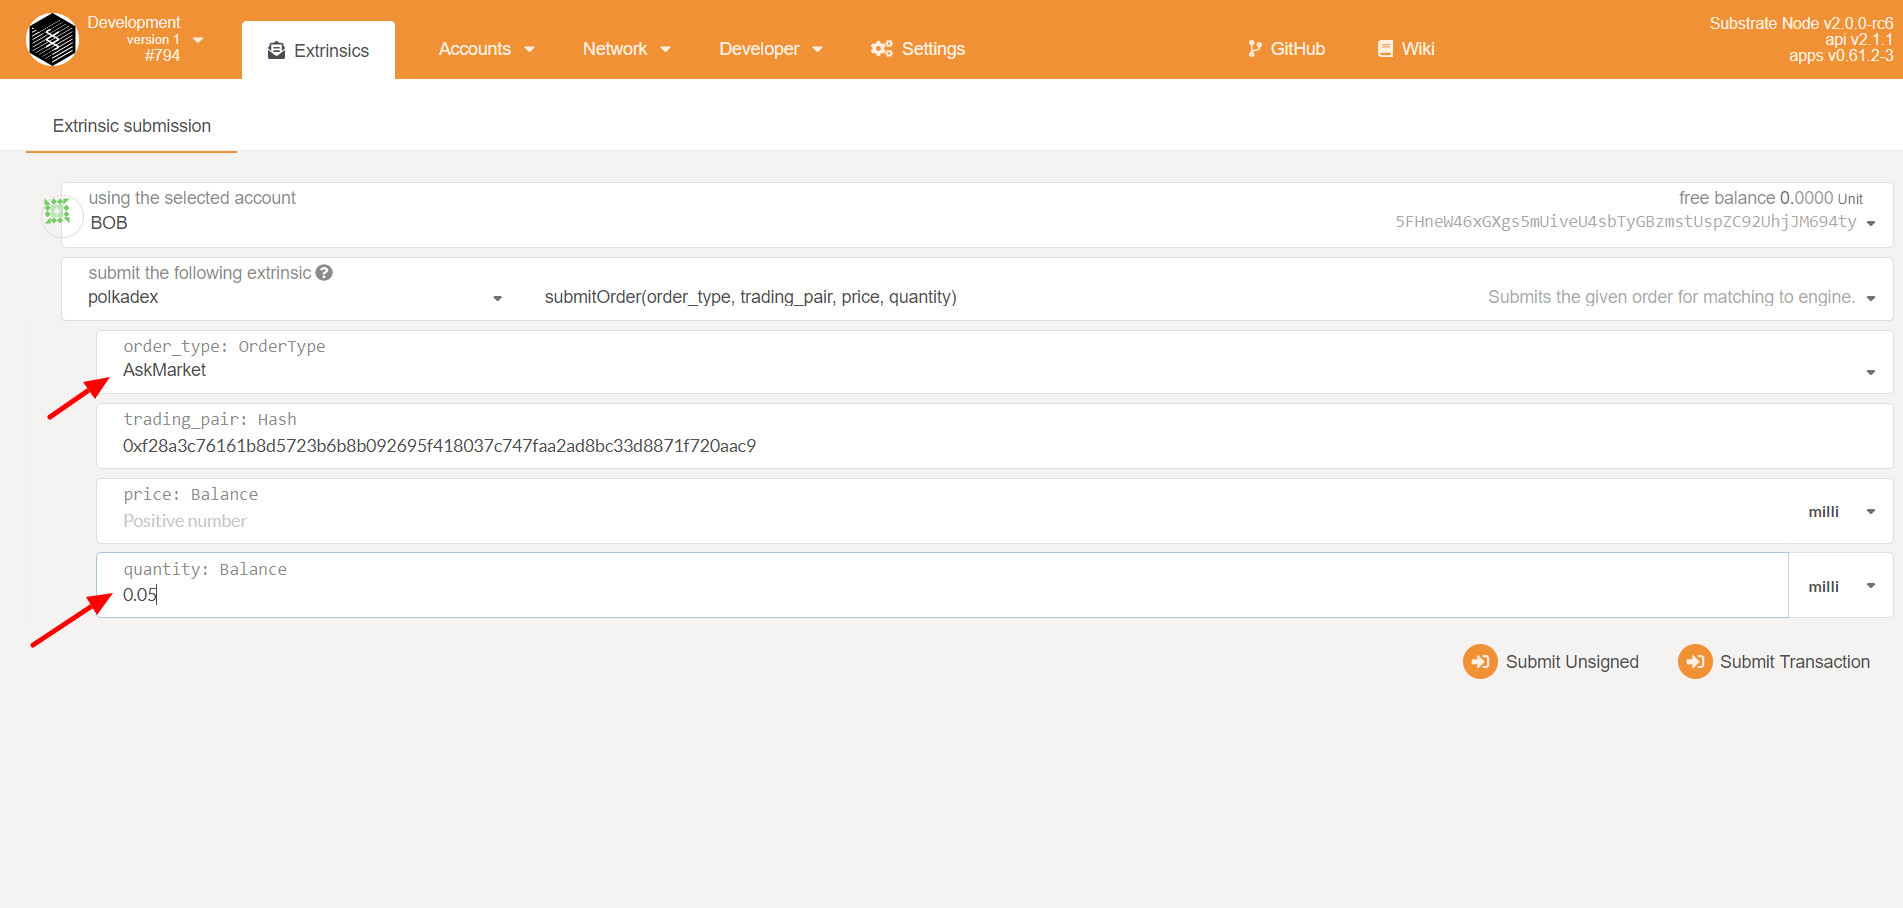 Development
version 1
#794
Extrinsics
Accounts
Network
Developer
Settings
GitHub
Wiki
Substrate Node v2.0.0-rc6
api v2.1.1
apps v0.61.2-3
Extrinsic submission
using the selected account
free balance 0.0000 Unit
BOB
5FHneW46xGXgs5mUiveU4sbTyGBzmstUspZC92UhjJM694ty
submit the following extrinsic ?
polkadex
submitOrder(order_type, trading_pair, price, quantity)
Submits the given order for matching to engine.
order_type: OrderType
AskMarket
trading_pair: Hash
0xf28a3c76161b8d5723b6b8b092695f418037c747faa2ad8bc33d8871f720aac9
price: Balance
Positive number
milli
quantity: Balance
0.05
milli
Submit Unsigned
Submit Transaction